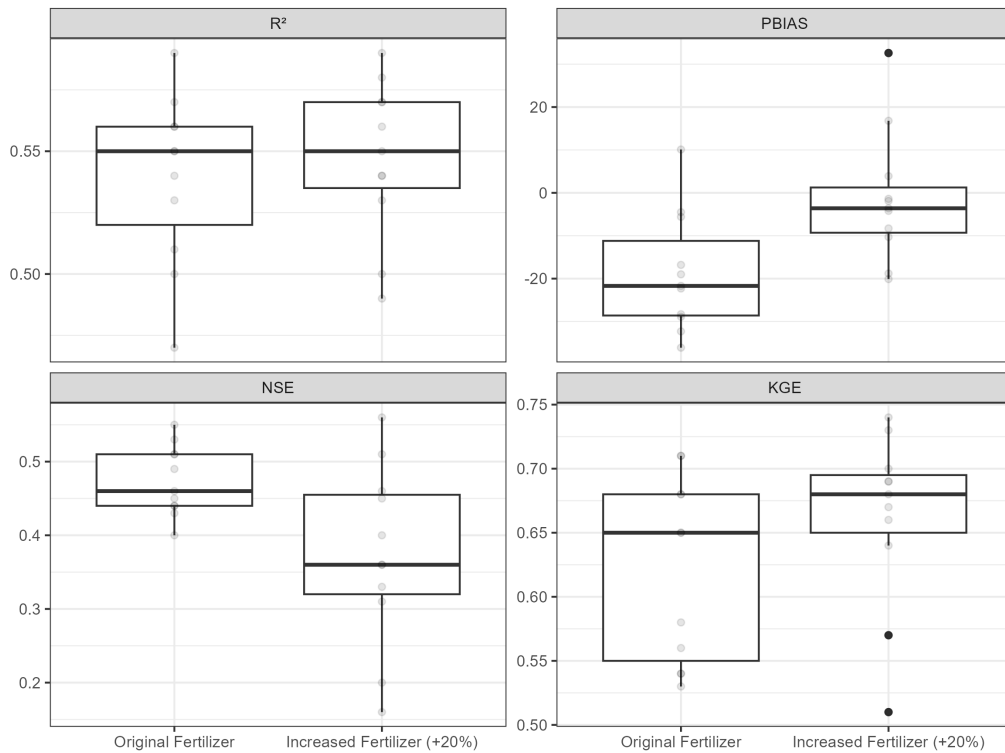 R²
PBIAS
0.55
0.50
20
0
-20
NSE
KGE
0.5
0.4
0.3
0.2
0.75
0.70
0.65
0.60
0.55
0.50
Original Fertilizer
Increased Fertilizer (+20%)
Original Fertilizer
Increased Fertilizer (+20%)